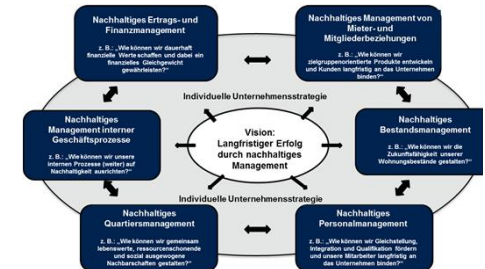 Nachhaltiges Ertrags- und
Finanzmanagement
z. B.: „Wie können wir dauerhaft
finanzielle Werte schaffen und dabei ein
finanzielles Gleichgewicht
gewährleisten?“
Nachhaltiges Management von
Mieter- und
Mitgliederbeziehungen
z. B.: „Wie können wir
zielgruppenorientierte Produkte entwickeln
und Kunden langfristig an das Unternehmen
binden?“
Individuelle Unternehmensstrategie
Nachhaltiges
Management interner
Geschäftsprozesse
z. B.: „Wie können wir unsere
internen Prozesse (weiter) auf
Nachhaltigkeit ausrichten?“
Vision:
Langfristiger Erfolg
durch nachhaltiges
Management
Nachhaltiges
Bestandsmanagement
z. B.: „Wie können wir die
Zukunftsfähigkeit unserer
Wohnungsbestände gestalten?“
Individuelle Unternehmensstrategie
Nachhaltiges
Quartiersmanagement
z. B.: „Wie können wir gemeinsam
lebenswerte, ressourcenschonende
und sozial ausgewogene
Nachbarschaften gestalten?“
Nachhaltiges
Personalmanagement
z. B.: „Wie können wir Gleichstellung,
Integration und Qualifikation fördern
und unsere Mitarbeiter langfristig an
das Unternehmen binden?“